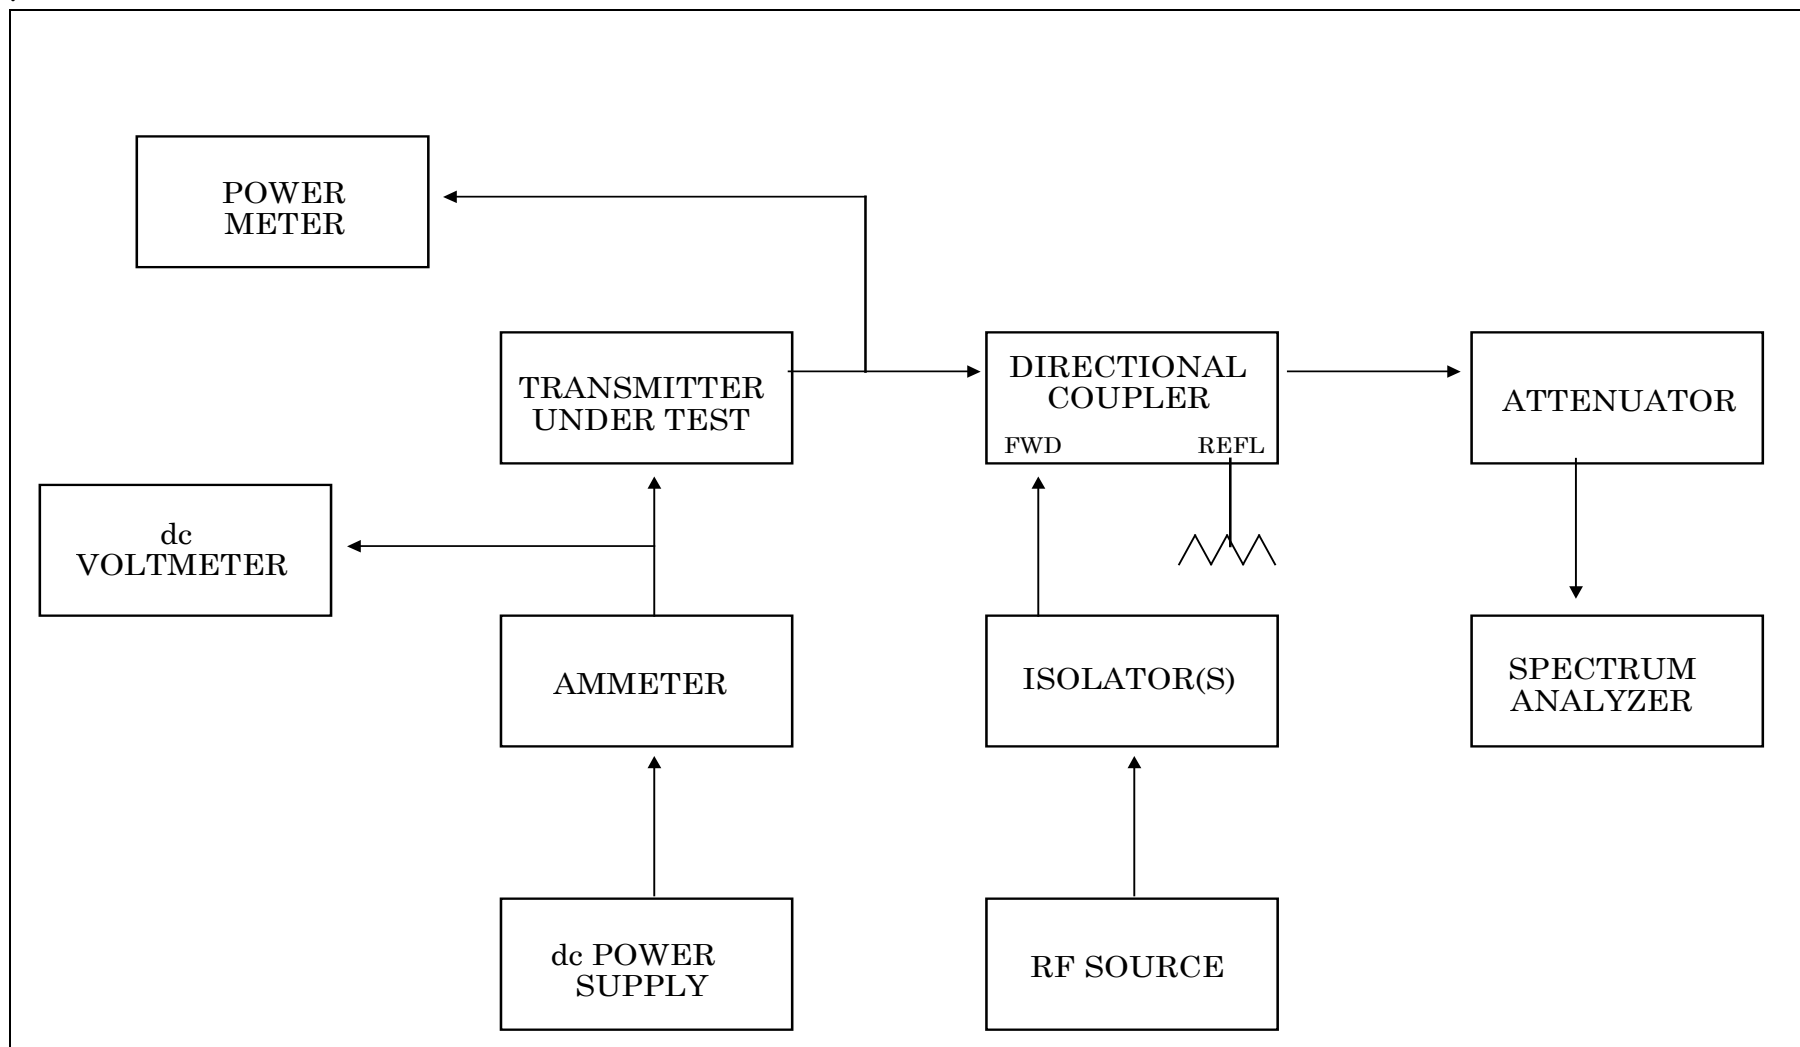 POWER
METER
TRANSMITTER
UNDER TEST
DIRECTIONAL
COUPLER
FWD
REFL
ATTENUATOR
dc
VOLTMETER
AMMETER
ISOLATOR(S)
SPECTRUM
ANALYZER
dc POWER
SUPPLY
RF SOURCE